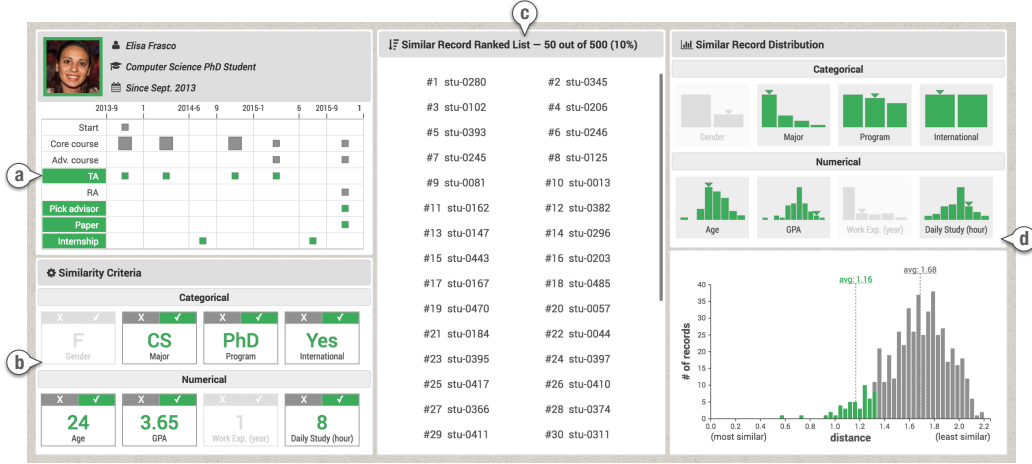 c
Elisa Frasco
Computer Science PhD Student
Since Sept. 2013
2013-9 1 2014-6 9 2015-1 6 2015-9 1
Start
Core course
Adv. course
a
TA
RA
Pick advisor
Paper
Internship
Similarity Criteria
Categorical
X ✓ X ✓ X ✓ X ✓
F CS PhD Yes
Gender Major Program International
b
Numerical
X ✓ X ✓ X ✓ X ✓
24 3.65 1 8
Age GPA Work Exp. (year) Daily Study (hour)
Similar Record Ranked List – 50 out of 500 (10%)
#1 stu-0280 #2 stu-0345
#3 stu-0102 #4 stu-0206
#5 stu-0393 #6 stu-0246
#7 stu-0245 #8 stu-0125
#9 stu-0081 #10 stu-0013
#11 stu-0162 #12 stu-0382
#13 stu-0147 #14 stu-0296
#15 stu-0443 #16 stu-0203
#17 stu-0167 #18 stu-0485
#19 stu-0470 #20 stu-0057
#21 stu-0184 #22 stu-0044
#23 stu-0395 #24 stu-0397
#25 stu-0417 #26 stu-0410
#27 stu-0366 #28 stu-0374
#29 stu-0411 #30 stu-0311
Similar Record Distribution
Categorical
Gender Major Program International
Numerical
Age GPA Work Exp. (year) Daily Study (hour)
d
avg: 1.68
avg: 1.16
40
35
30
25
20
15
10
5
0
# of records
0.0 0.2 0.4 0.6 0.8 1.0 1.2 1.4 1.6 1.8 2.0 2.2
(most similar) distance (least similar)